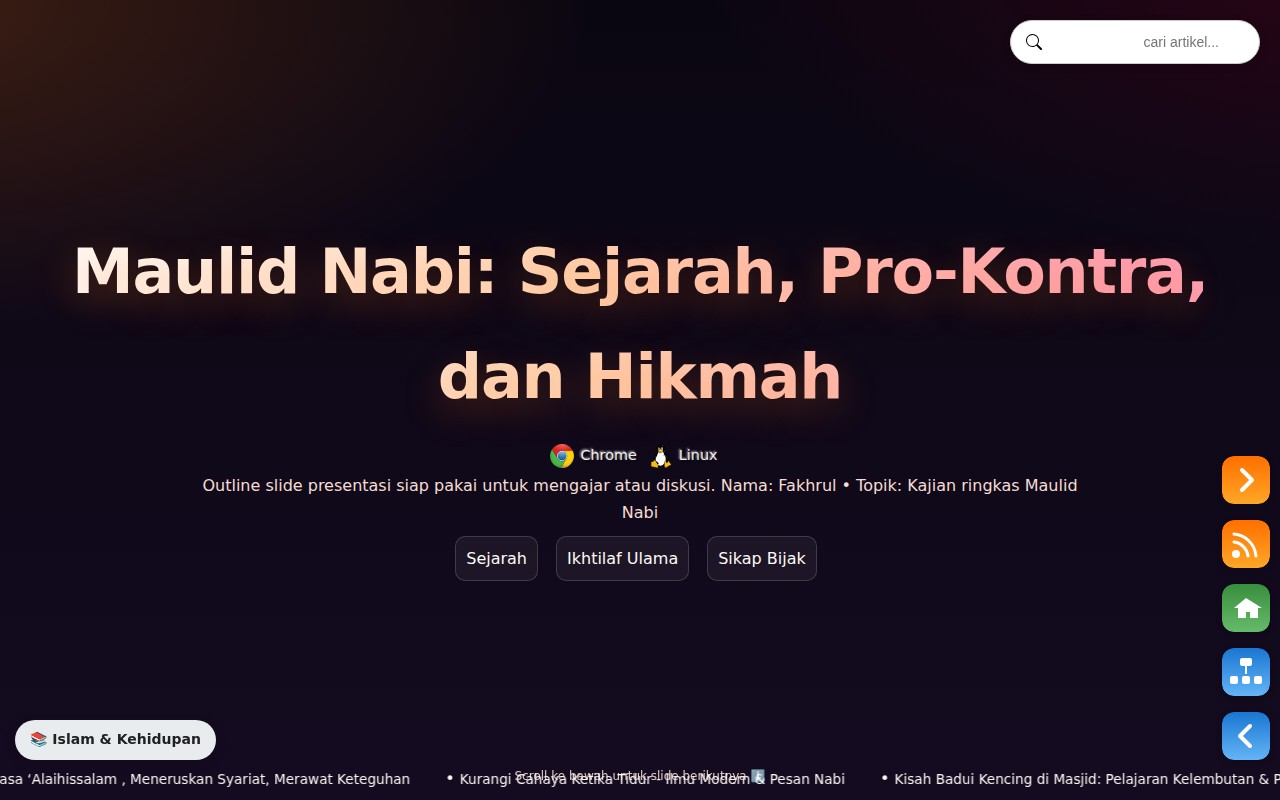 cari artikel...
Maulid Nabi: Sejarah, Pro-Kontra,
dan Hikmah
Chrome Linux
Outline slide presentasi siap pakai untuk mengajar atau diskusi. Nama: Fakhrul • Topik: Kajian ringkas Maulid
Nabi
Sejarah Ikhtilaf Ulama Sikap Bijak
📚 Islam & Kehidupan
Scroll ke bawah untuk slide berikutnya ⬇️
asa ‘Alaihissalam , Meneruskan Syariat, Merawat Keteguhan • Kurangi Cahaya Ketika Tidur – Ilmu Modern & Pesan Nabi • Kisah Badui Kencing di Masjid: Pelajaran Kelembutan & P